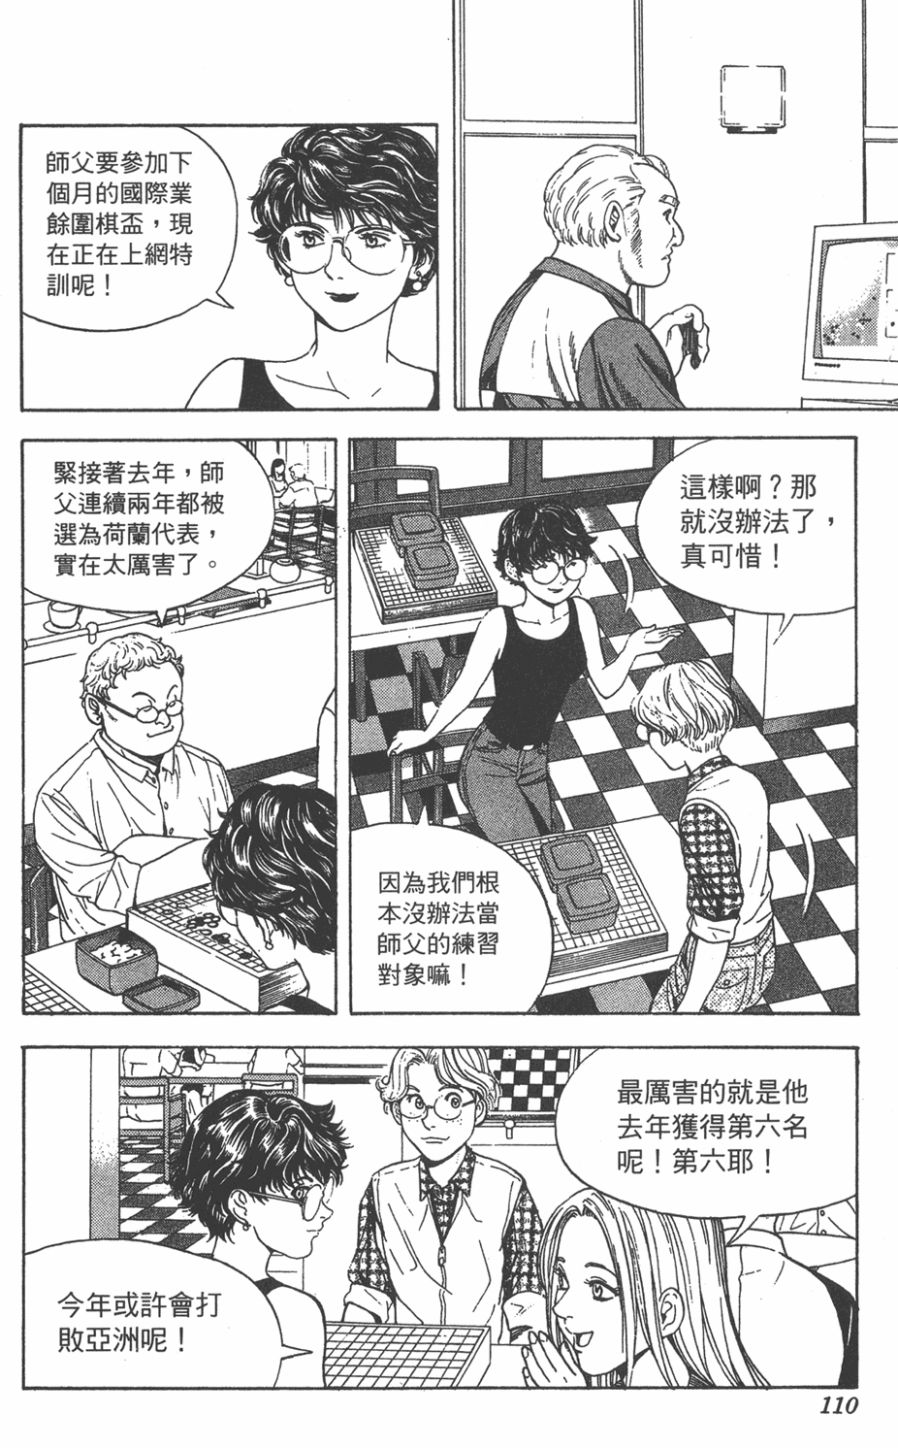 師父要參加下
個月的國際業
餘圍棋盃，現
在正在上網特
訓呢！
這樣啊？那
就沒辦法了，
真可惜！
因為我們根
本沒辦法當
師父的練習
對象嘛！
緊接著去年，師
父連續兩年都被
選為荷蘭代表，
實在太厲害了。
最厲害的就是他
去年獲得第六名
呢！第六耶！
今年或許會打
敗亞洲呢！
110